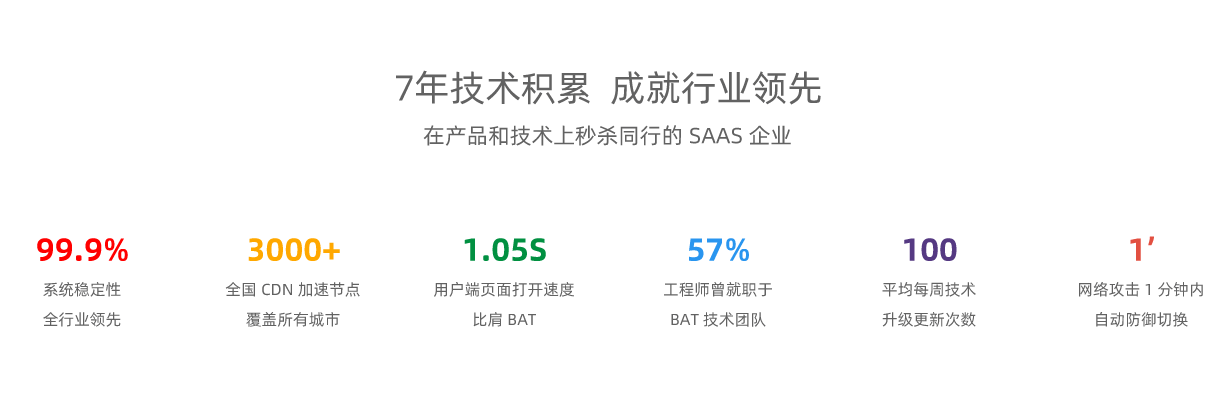 7年技术积累 成就行业领先
在产品和技术上秒杀同行的 SAAS 企业
99.9%
系统稳定性
全行业领先
3000+
全国 CDN 加速节点
覆盖所有城市
1.05S
用户端页面打开速度
比肩 BAT
57%
工程师曾就职于
BAT 技术团队
100
平均每周技术
升级更新次数
1′
网络攻击 1 分钟内
自动防御切换